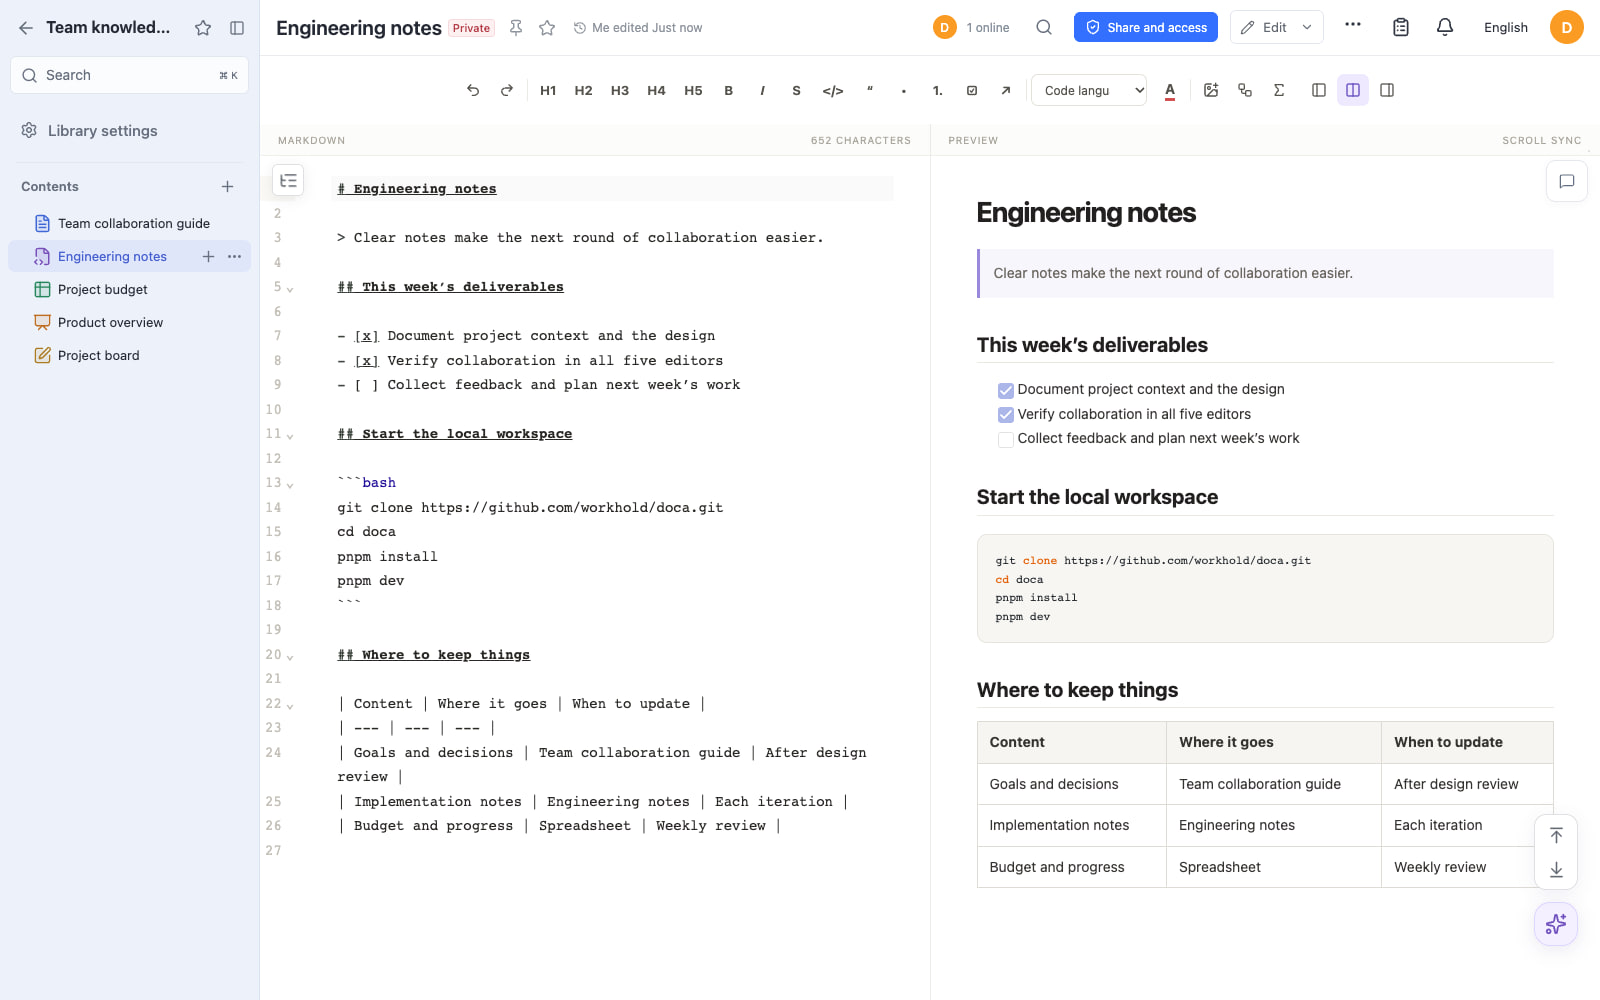 Team knowled...
Search
⌘ K
Library settings
Contents
Team collaboration guide
Engineering notes
Project budget
Product overview
Project board
Engineering notes
Private
Me edited Just now
D
1 online
Share and access
Edit
English
D
H1 H2 H3 H4 H5 B I S </> “ • 1.
Code langu
A
MARKDOWN
652 CHARACTERS
# Engineering notes
2
3 > Clear notes make the next round of collaboration easier.
4
5 ## This week’s deliverables
6
7 - [x] Document project context and the design
8 - [x] Verify collaboration in all five editors
9 - [ ] Collect feedback and plan next week’s work
10
11 ## Start the local workspace
12
13 ```bash
14 git clone https://github.com/workhold/doca.git
15 cd doca
16 pnpm install
17 pnpm dev
18 ```
19
20 ## Where to keep things
21
22 | Content | Where it goes | When to update |
23 | --- | --- | --- |
24 | Goals and decisions | Team collaboration guide | After design
review |
25 | Implementation notes | Engineering notes | Each iteration |
26 | Budget and progress | Spreadsheet | Weekly review |
27
PREVIEW
SCROLL SYNC
Engineering notes
Clear notes make the next round of collaboration easier.
This week’s deliverables
Document project context and the design
Verify collaboration in all five editors
Collect feedback and plan next week’s work
Start the local workspace
git clone https://github.com/workhold/doca.git
cd doca
pnpm install
pnpm dev
Where to keep things
Content Where it goes When to update
Goals and decisions Team collaboration guide After design review
Implementation notes Engineering notes Each iteration
Budget and progress Spreadsheet Weekly review